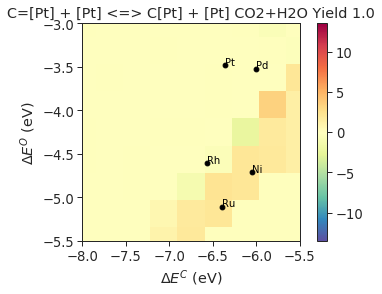 C=[Pt] + [Pt] <=> C[Pt] + [Pt] CO2+H2O Yield 1.0
−3.0
−3.5
−4.0
−4.5
−5.0
−5.5
ΔE^O (eV)
Pt
Pd
Rh
Ni
Ru
−8.0 −7.5 −7.0 −6.5 −6.0 −5.5
ΔE^C (eV)
10
5
0
−5
−10